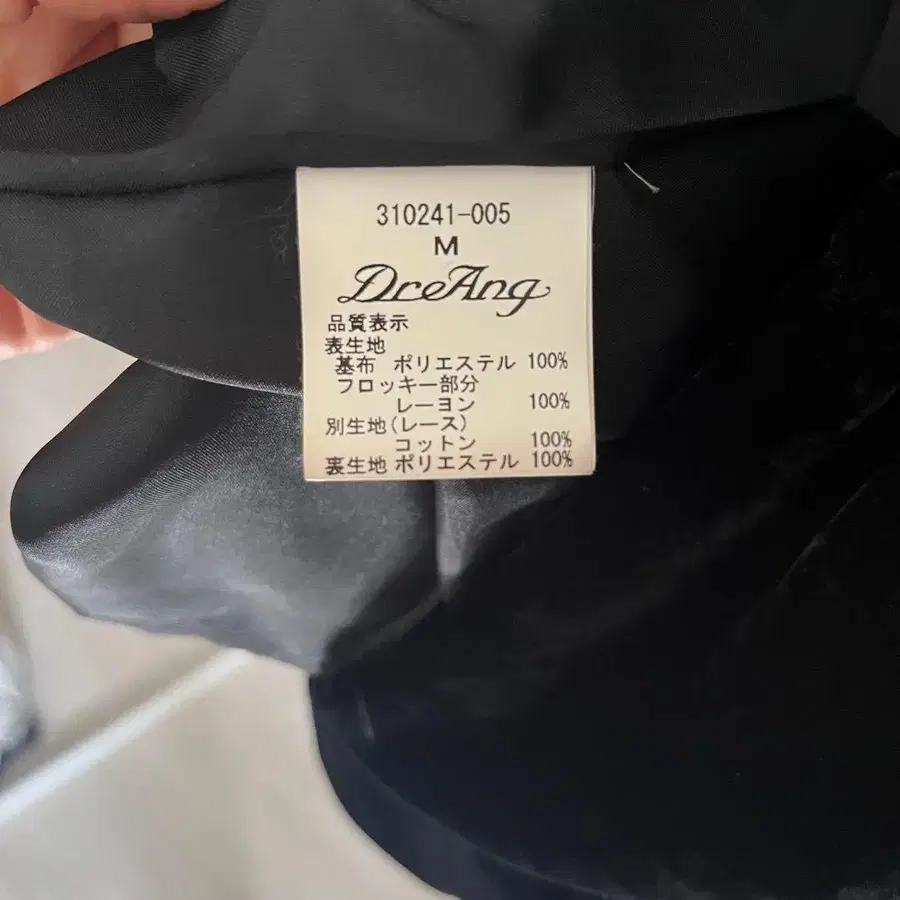 310241-005
M
DreAng
品質表示
表生地
基布 ポリエステル 100%
フロッキー部分
レーヨン 100%
別生地(レース)
コットン 100%
裏生地 ポリエステル 100%